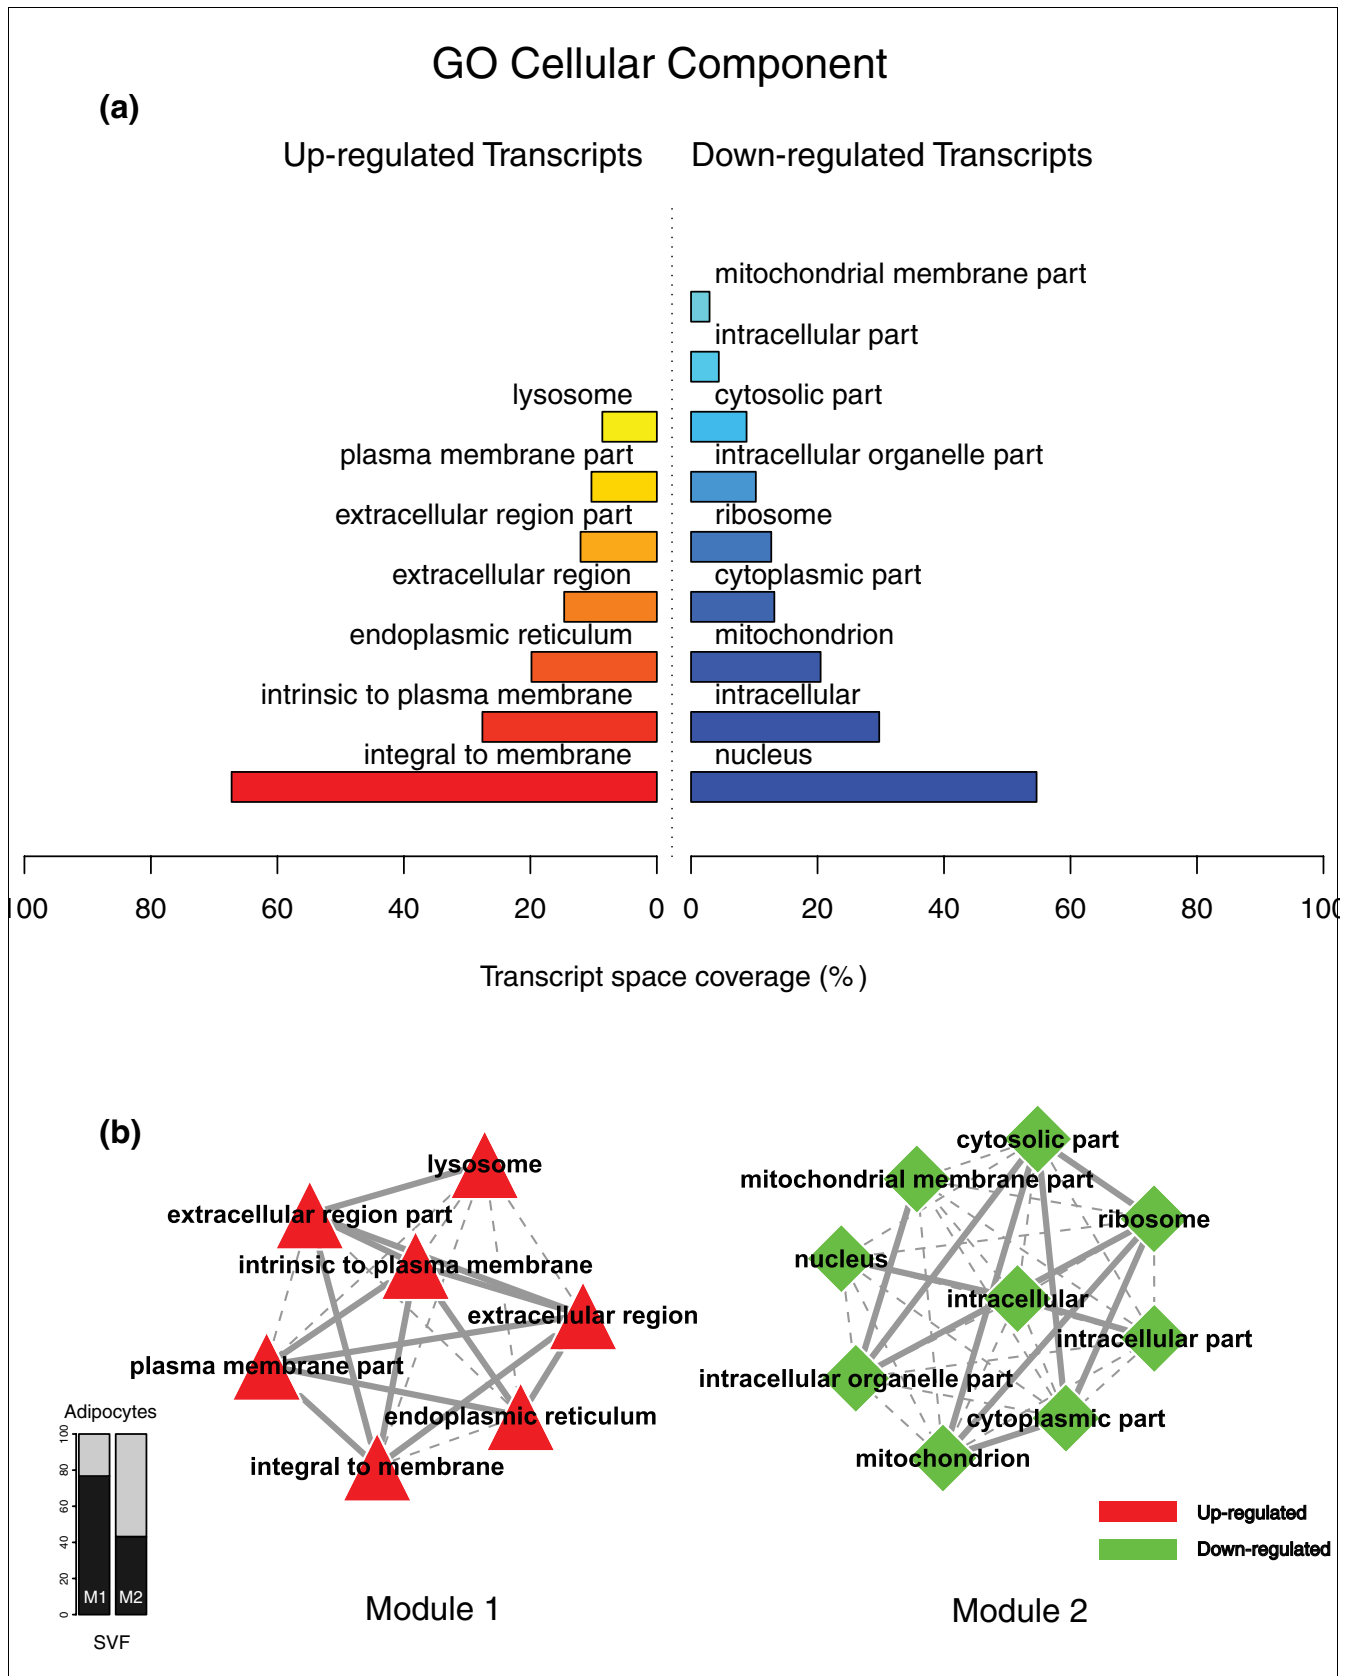 GO Cellular Component
(a)
Up-regulated Transcripts
Down-regulated Transcripts
mitochondrial membrane part
intracellular part
lysosome
cytosolic part
plasma membrane part
intracellular organelle part
extracellular region part
ribosome
extracellular region
cytoplasmic part
endoplasmic reticulum
mitochondrion
intrinsic to plasma membrane
intracellular
integral to membrane
nucleus
100 80 60 40 20 0 0 20 40 60 80 100
Transcript space coverage (%)
(b)
lysosome
extracellular region part
intrinsic to plasma membrane
extracellular region
plasma membrane part
endoplasmic reticulum
integral to membrane
cytosolic part
mitochondrial membrane part
ribosome
nucleus
intracellular
intracellular part
intracellular organelle part
cytoplasmic part
mitochondrion
Adipocytes
100
80
60
40
20
0
M1 M2
SVF
Up-regulated
Down-regulated
Module 1
Module 2